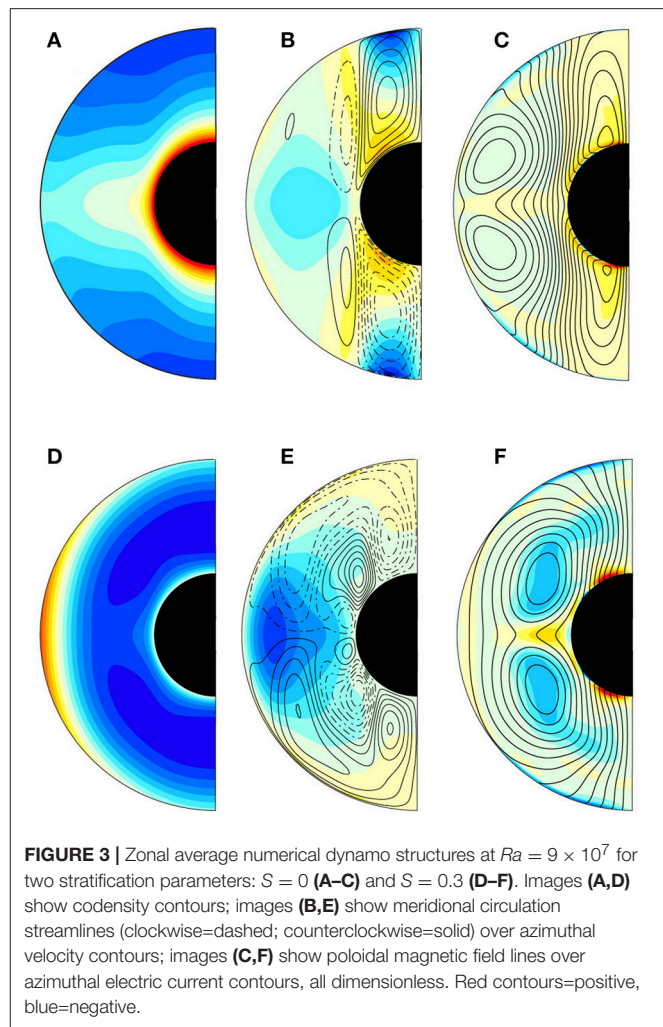 A
B
C
D
E
F
FIGURE 3 | Zonal average numerical dynamo structures at Ra = 9 × 10⁷ for
two stratification parameters: S = 0 (A–C) and S = 0.3 (D–F). Images (A,D)
show codensity contours; images (B,E) show meridional circulation
streamlines (clockwise=dashed; counterclockwise=solid) over azimuthal
velocity contours; images (C,F) show poloidal magnetic field lines over
azimuthal electric current contours, all dimensionless. Red contours=positive,
blue=negative.